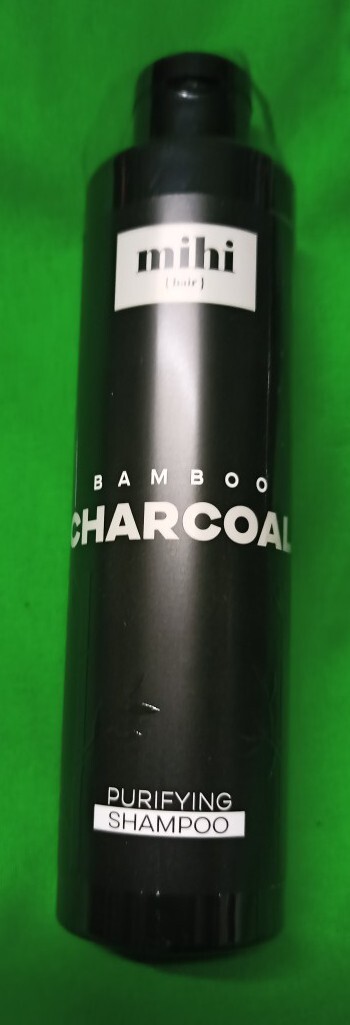 mihi
{hair}
BAMBOO
CHARCOAL
PURIFYING
SHAMPOO